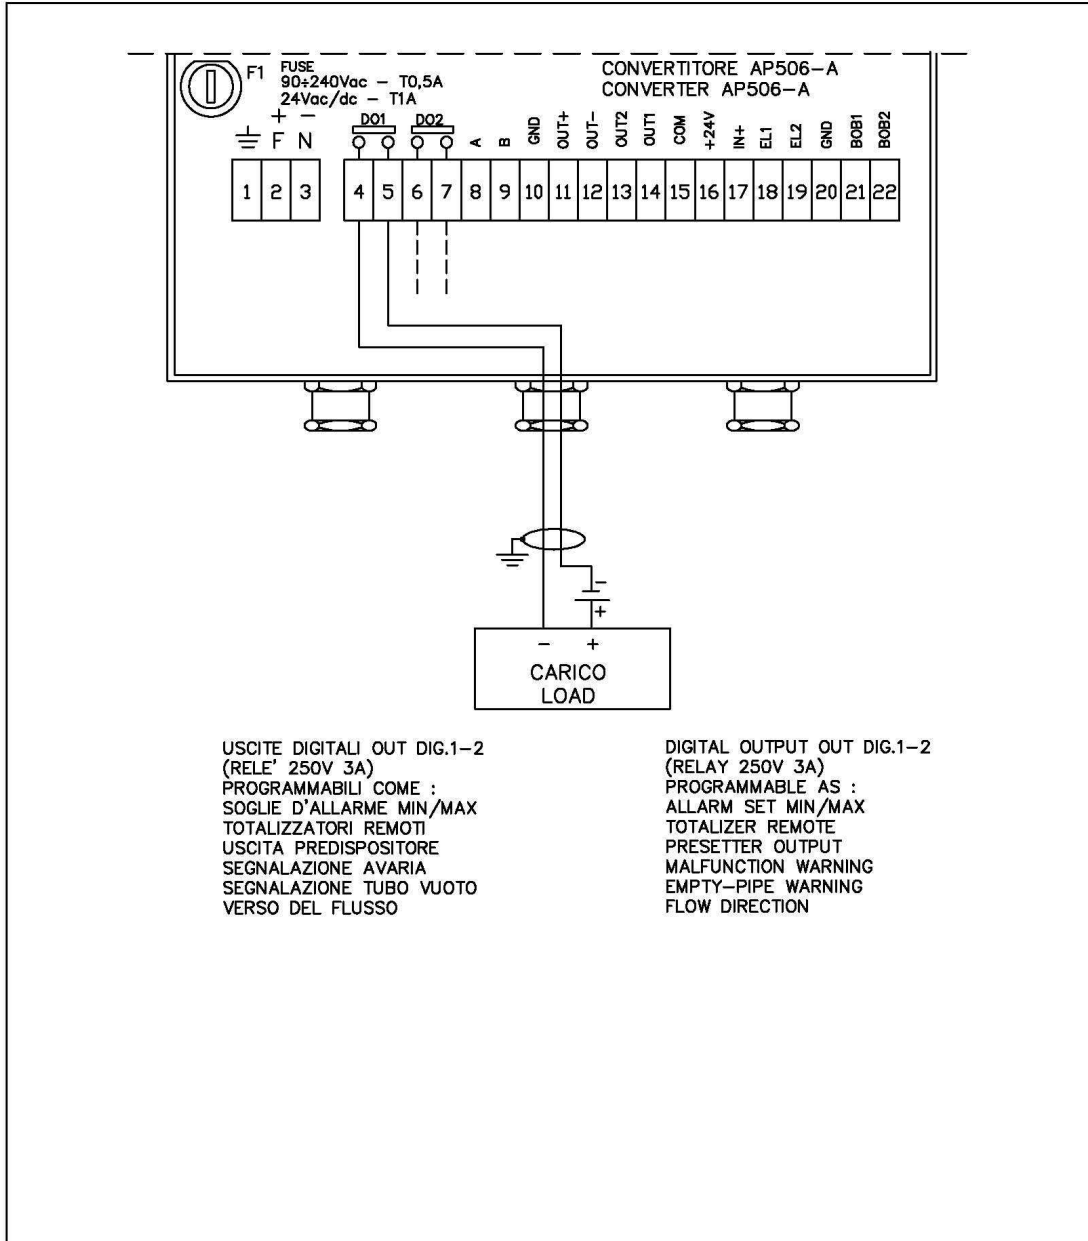 F1
FUSE
90÷240Vac – T0,5A
24Vac/dc – T1A
CONVERTITORE AP506–A
CONVERTER AP506–A
+ –
F N
DO1 DO2
A B GND OUT+ OUT– OUT2 OUT1 COM +24V IN+ EL1 EL2 GND BOB1 BOB2
1 2 3 4 5 6 7 8 9 10 11 12 13 14 15 16 17 18 19 20 21 22
–
+
– +
CARICO
LOAD
USCITE DIGITALI OUT DIG.1–2
(RELE' 250V 3A)
PROGRAMMABILI COME :
SOGLIE D'ALLARME MIN/MAX
TOTALIZZATORI REMOTI
USCITA PREDISPOSITORE
SEGNALAZIONE AVARIA
SEGNALAZIONE TUBO VUOTO
VERSO DEL FLUSSO
DIGITAL OUTPUT OUT DIG.1–2
(RELAY 250V 3A)
PROGRAMMABLE AS :
ALLARM SET MIN/MAX
TOTALIZER REMOTE
PRESETTER OUTPUT
MALFUNCTION WARNING
EMPTY–PIPE WARNING
FLOW DIRECTION